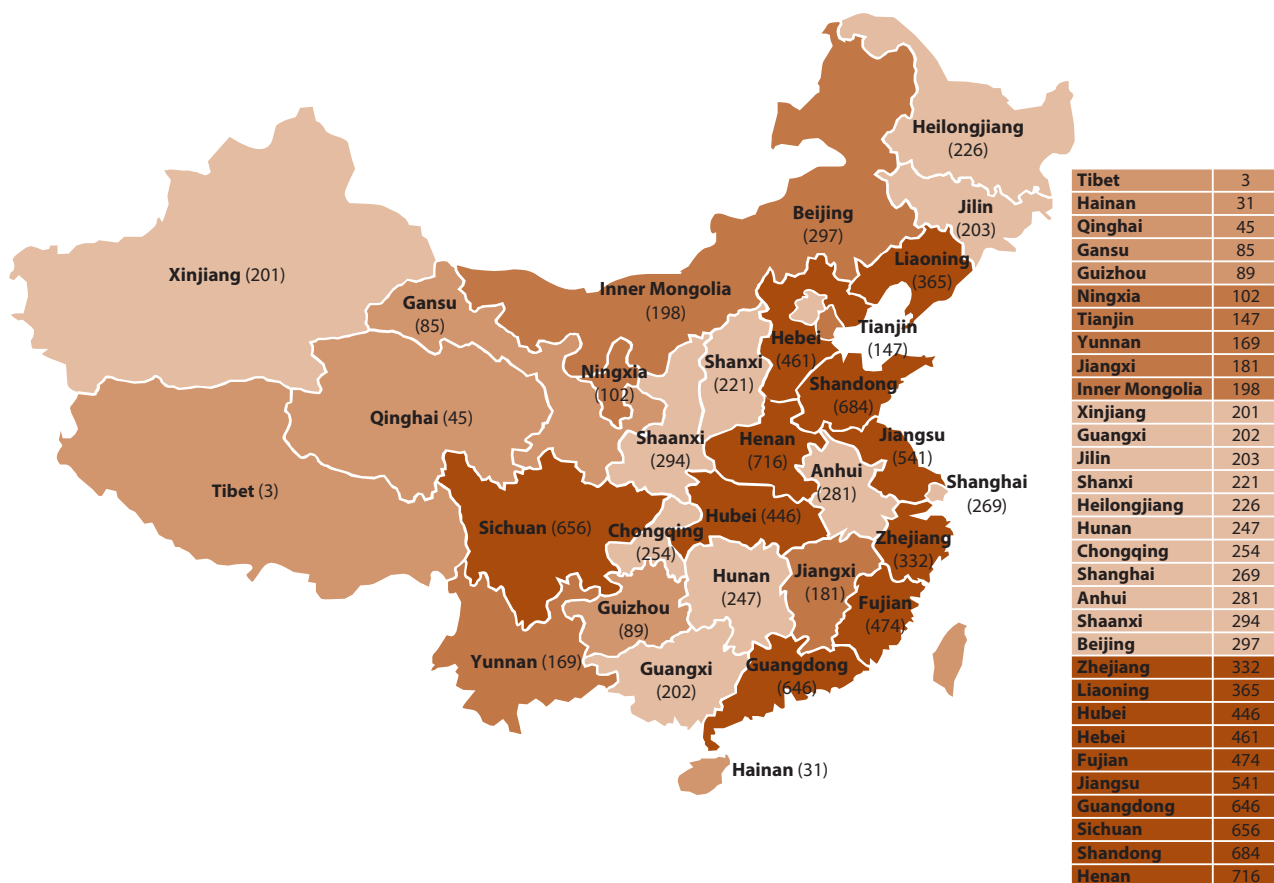 Heilongjiang
(226)
Jilin
(203)
Beijing
(297)
Liaoning
(365)
Xinjiang (201)
Inner Mongolia
(198)
Gansu
(85)
Tianjin
(147)
Hebei
(461)
Shanxi
(221)
Ningxia
(102)
Shandong
(684)
Qinghai (45)
Shaanxi
(294)
Henan
(716)
Jiangsu
(541)
Anhui
(281)
Shanghai
(269)
Tibet (3)
Sichuan (656)
Chongqing
(254)
Hubei (446)
Zhejiang
(332)
Hunan
(247)
Jiangxi
(181)
Guizhou
(89)
Fujian
(474)
Yunnan (169)
Guangxi
(202)
Guangdong
(646)
Hainan (31)
Tibet 3
Hainan 31
Qinghai 45
Gansu 85
Guizhou 89
Ningxia 102
Tianjin 147
Yunnan 169
Jiangxi 181
Inner Mongolia 198
Xinjiang 201
Guangxi 202
Jilin 203
Shanxi 221
Heilongjiang 226
Hunan 247
Chongqing 254
Shanghai 269
Anhui 281
Shaanxi 294
Beijing 297
Zhejiang 332
Liaoning 365
Hubei 446
Hebei 461
Fujian 474
Jiangsu 541
Guangdong 646
Sichuan 656
Shandong 684
Henan 716